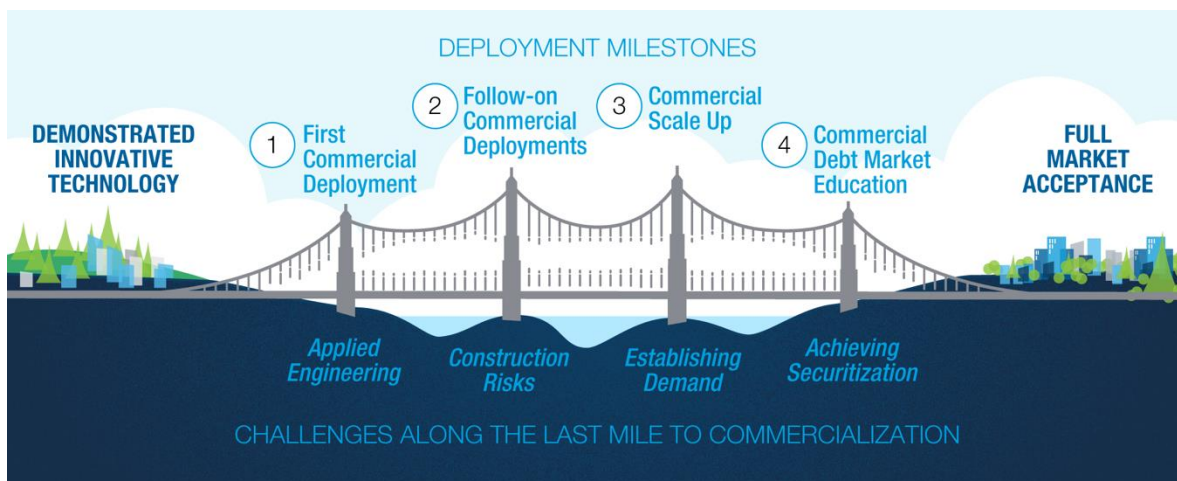 DEPLOYMENT MILESTONES
DEMONSTRATED
INNOVATIVE
TECHNOLOGY
1
First
Commercial
Deployment
2
Follow-on
Commercial
Deployments
3
Commercial
Scale Up
4
Commercial
Debt Market
Education
FULL
MARKET
ACCEPTANCE
Applied
Engineering
Construction
Risks
Establishing
Demand
Achieving
Securitization
CHALLENGES ALONG THE LAST MILE TO COMMERCIALIZATION